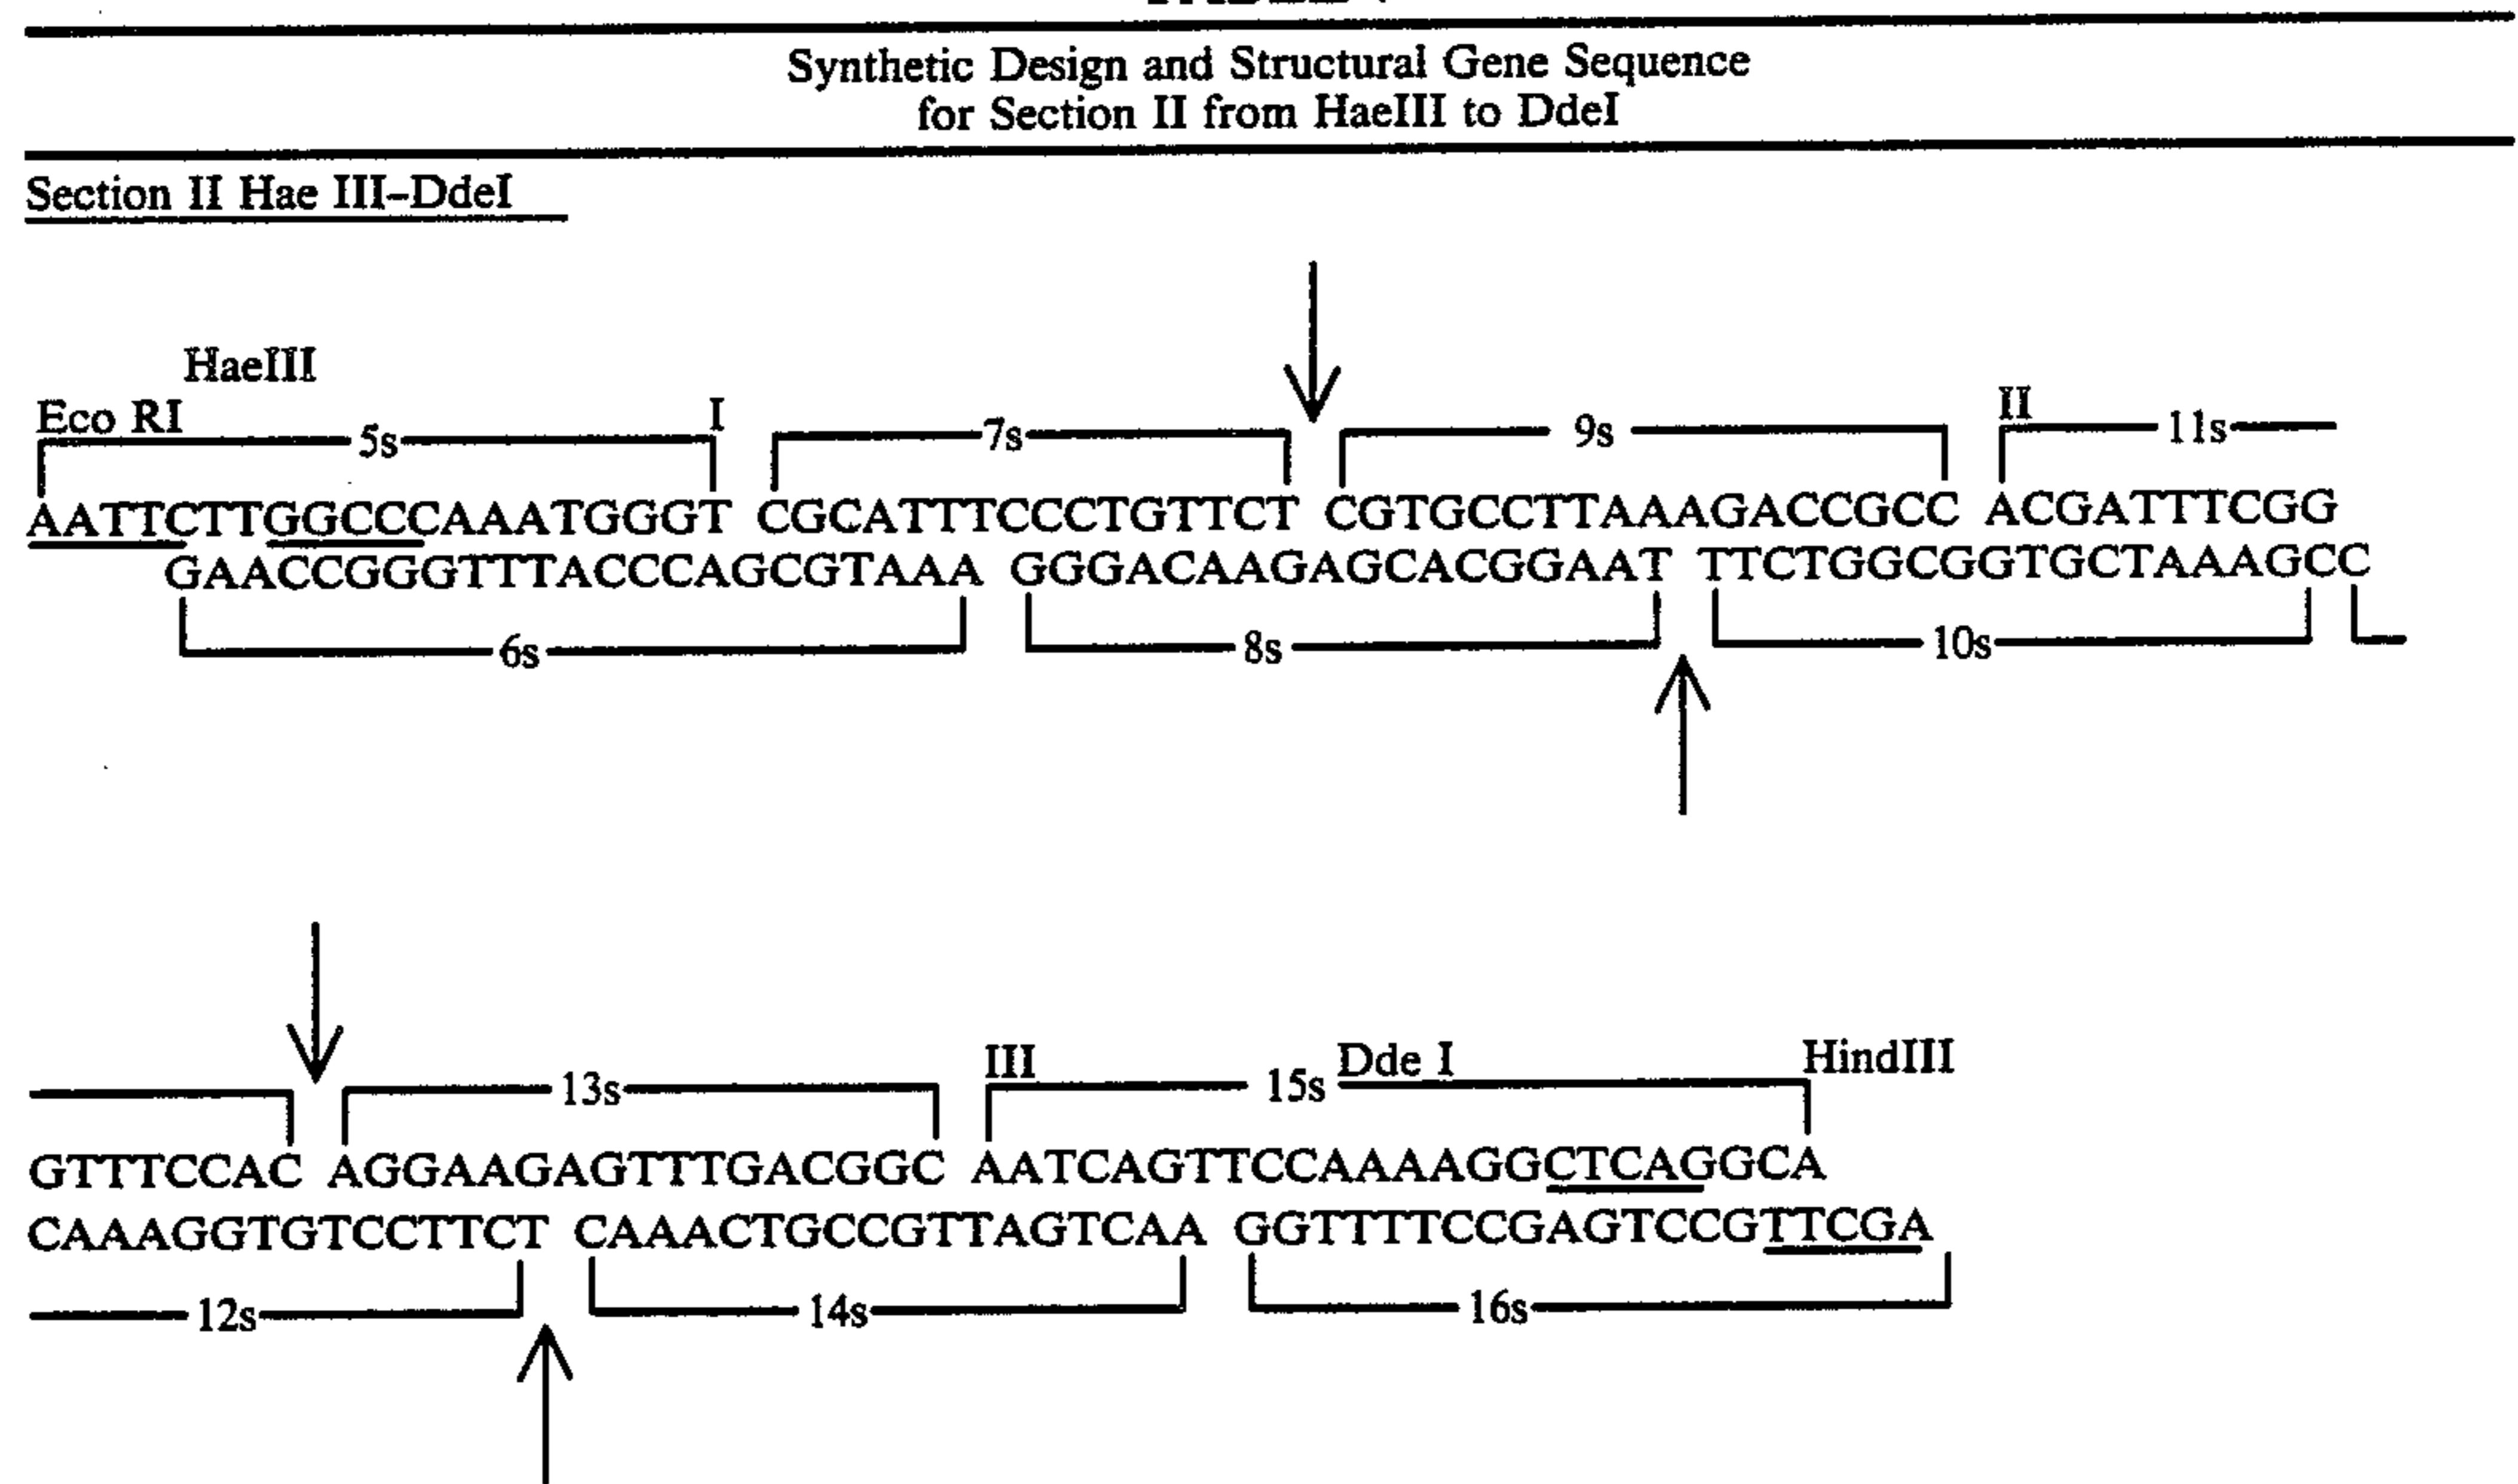 Synthetic Design and Structural Gene Sequence
for Section II from HaeIII to DdeI
Section II Hae III–DdeI
HaeIII
Eco RI I II
5s 7s 9s 11s
AATTCTTGGCCCAAATGGGT CGCATTTCCCTGTTCT CGTGCCTTAAAGACCGCC ACGATTTCGG
GAACCGGGTTTACCCAGCGTAAA GGGACAAGAGCACGGAAT TTCTGGCGGTGCTAAAGCC
6s 8s 10s
III Dde I HindIII
13s 15s
GTTTCCAC AGGAAGAGTTTGACGGC AATCAGTTCCAAAAGGCTCAGGCA
CAAAGGTGTCCTTCT CAAACTGCCGTTAGTCAA GGTTTTCCGAGTCCGTTCGA
12s 14s 16s